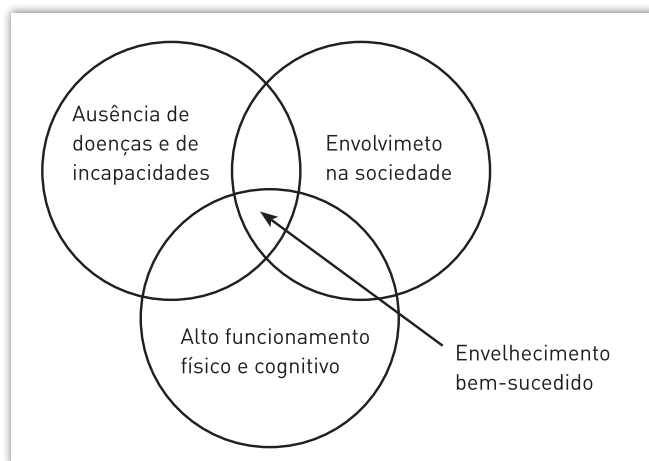 Ausência de
doenças e de
incapacidades
Envolvimeto
na sociedade
Alto funcionamento
físico e cognitivo
Envelhecimento
bem-sucedido